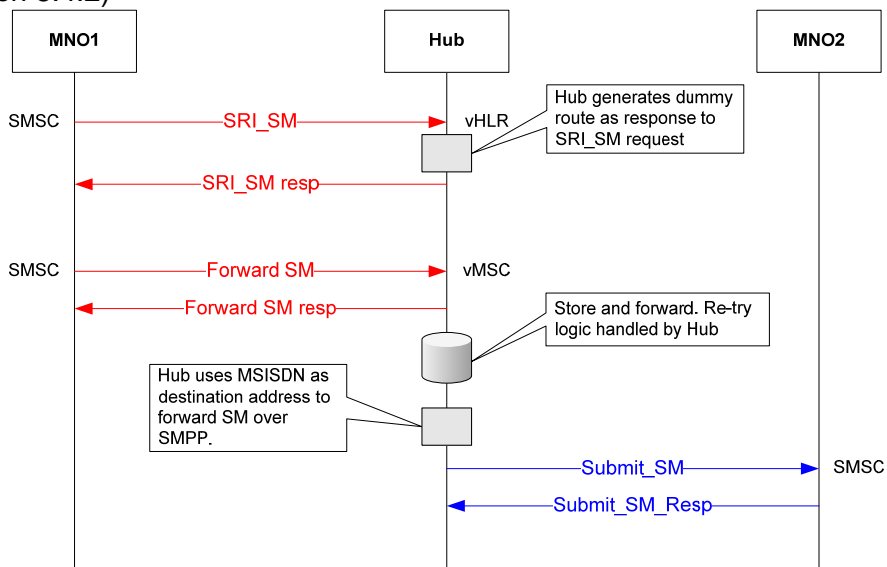 MNO1
Hub
MNO2
Hub generates dummy
route as response to
SRI_SM request
SMSC
SRI_SM
vHLR
SRI_SM resp
SMSC
Forward SM
vMSC
Forward SM resp
Store and forward. Re-try
logic handled by Hub
Hub uses MSISDN as
destination address to
forward SM over
SMPP.
Submit_SM
SMSC
Submit_SM_Resp